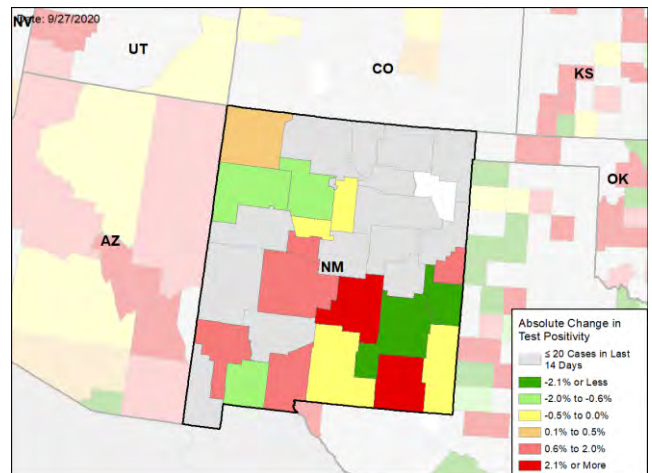 Date: 9/27/2020
NV
UT
CO
KS
OK
AZ
NM
Absolute Change in
Test Positivity
≤ 20 Cases in Last
14 Days
-2.1% or Less
-2.0% to -0.6%
-0.5% to 0.0%
0.1% to 0.5%
0.6% to 2.0%
2.1% or More